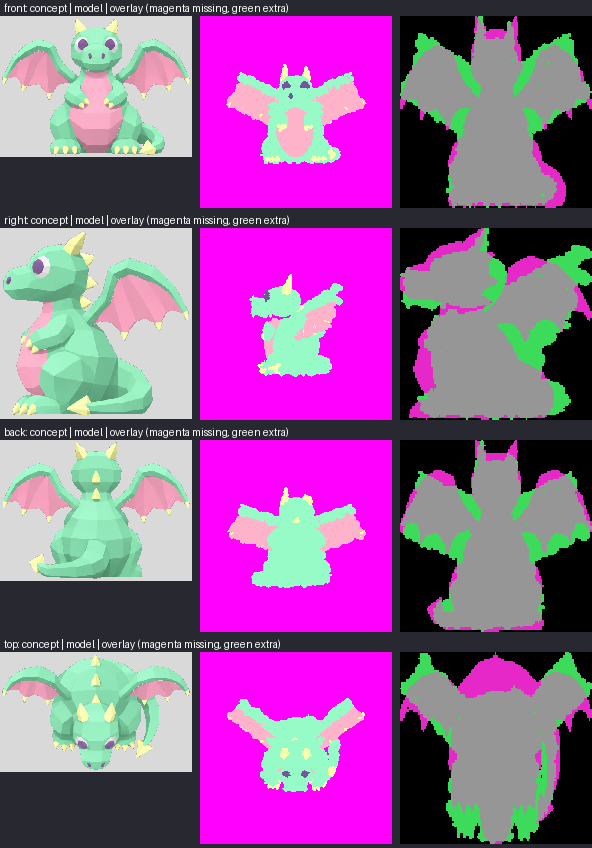 front: concept | model | overlay (magenta missing, green extra)
right: concept | model | overlay (magenta missing, green extra)
back: concept | model | overlay (magenta missing, green extra)
top: concept | model | overlay (magenta missing, green extra)